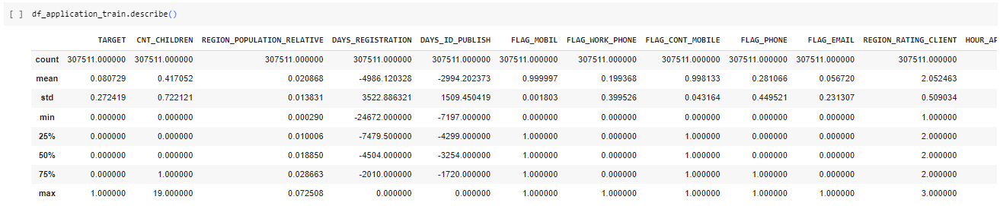 [ ] df_application_train.describe()
TARGET CNT_CHILDREN REGION_POPULATION_RELATIVE DAYS_REGISTRATION DAYS_ID_PUBLISH FLAG_MOBIL FLAG_WORK_PHONE FLAG_CONT_MOBILE FLAG_PHONE FLAG_EMAIL REGION_RATING_CLIENT HOUR_AP
count 307511.000000 307511.000000 307511.000000 307511.000000 307511.000000 307511.000000 307511.000000 307511.000000 307511.000000 307511.000000 307511.000000
mean 0.080729 0.417052 0.020868 -4986.120328 -2994.202373 0.999997 0.199368 0.998133 0.281066 0.056720 2.052463
std 0.272419 0.722121 0.013831 3522.886321 1509.450419 0.001803 0.399526 0.043164 0.449521 0.231307 0.509034
min 0.000000 0.000000 0.000290 -24672.000000 -7197.000000 0.000000 0.000000 0.000000 0.000000 0.000000 1.000000
25% 0.000000 0.000000 0.010006 -7479.500000 -4299.000000 1.000000 0.000000 1.000000 0.000000 0.000000 2.000000
50% 0.000000 0.000000 0.018850 -4504.000000 -3254.000000 1.000000 0.000000 1.000000 0.000000 0.000000 2.000000
75% 0.000000 1.000000 0.028663 -2010.000000 -1720.000000 1.000000 0.000000 1.000000 1.000000 0.000000 2.000000
max 1.000000 19.000000 0.072508 0.000000 0.000000 1.000000 1.000000 1.000000 1.000000 1.000000 3.000000